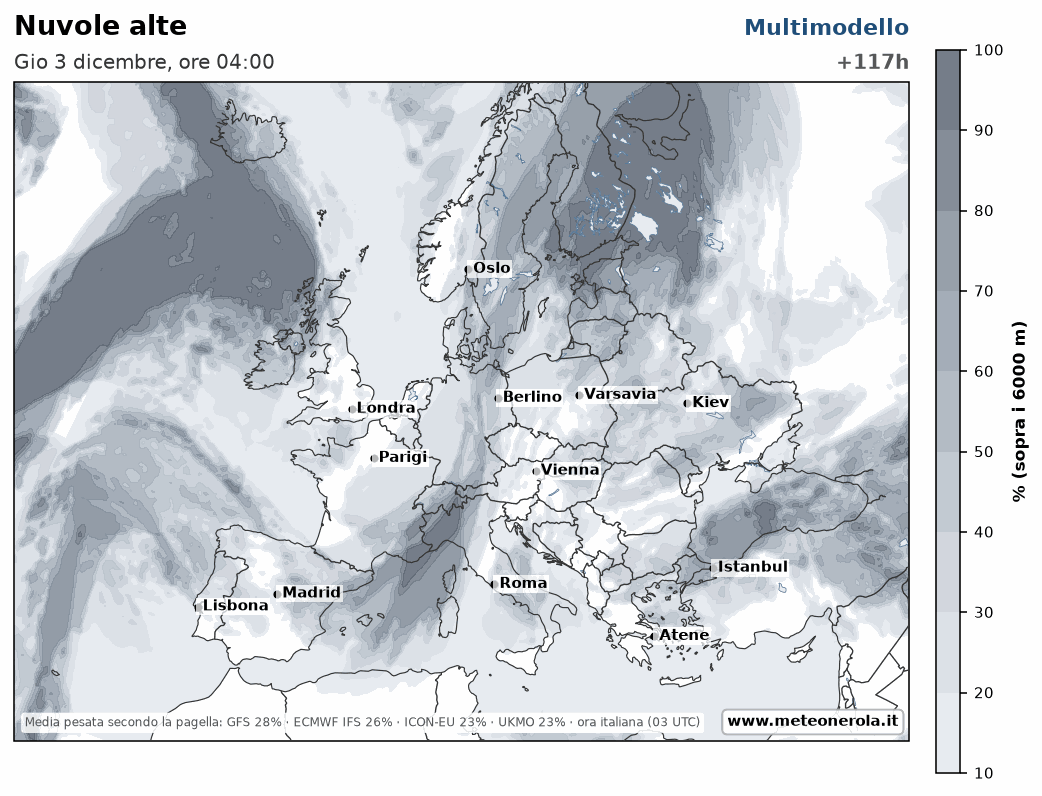 Nuvole alte
Multimodello
Gio 3 dicembre, ore 04:00
+117h
100
90
80
70
60
50
40
30
20
10
% (sopra i 6000 m)
Oslo
Berlino
Varsavia
Kiev
Londra
Parigi
Vienna
Istanbul
Roma
Madrid
Lisbona
Atene
Media pesata secondo la pagella: GFS 28% · ECMWF IFS 26% · ICON-EU 23% · UKMO 23% · ora italiana (03 UTC)
www.meteonerola.it